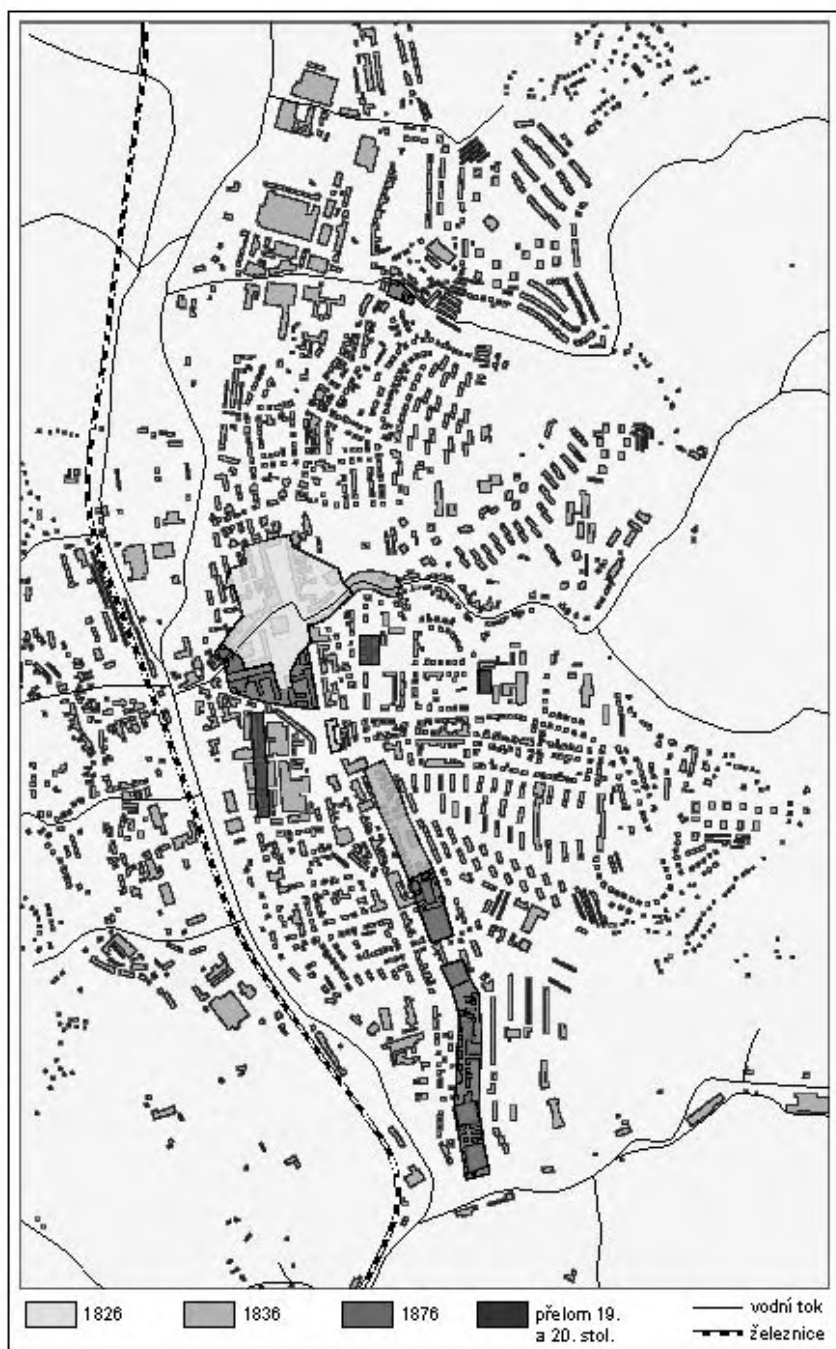 1826
1836
1876
přelom 19.
a 20. stol.
vodní tok
železnice